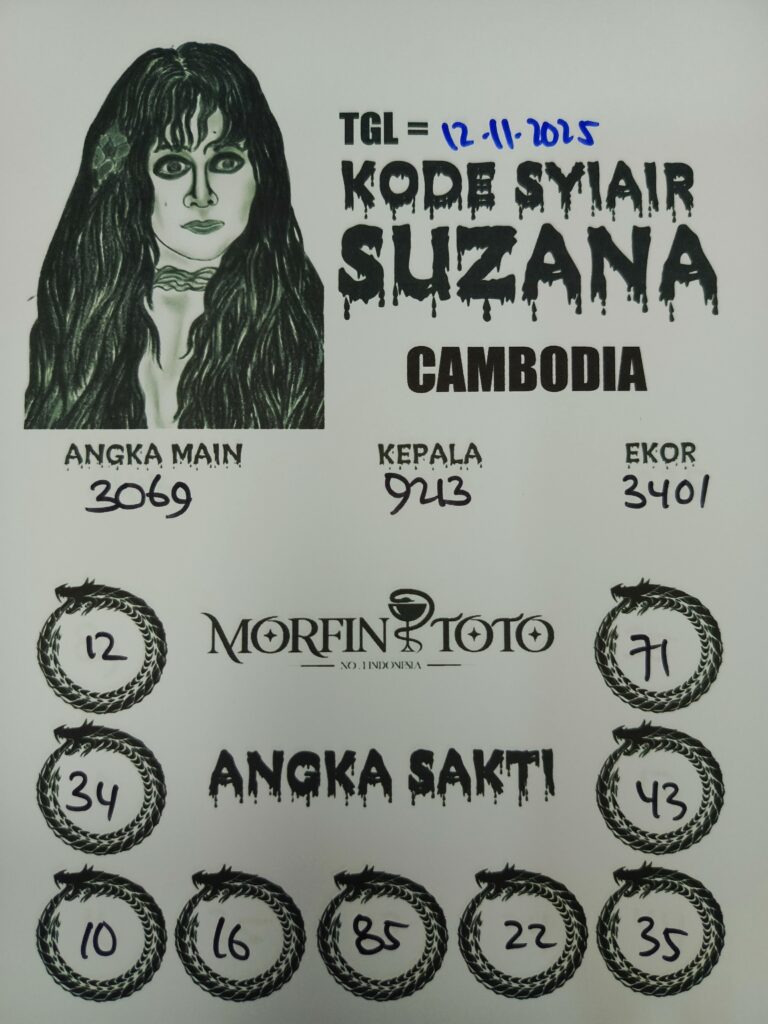 TGL = 12.11.2025
KODE SYIAIR
SUZANA
CAMBODIA
ANGKA MAIN KEPALA EKOR
3069 9213 3401
12 MORFIN TOTO 71
NO.1 INDONESIA
34 ANGKA SAKTI 43
10 16 85 22 35